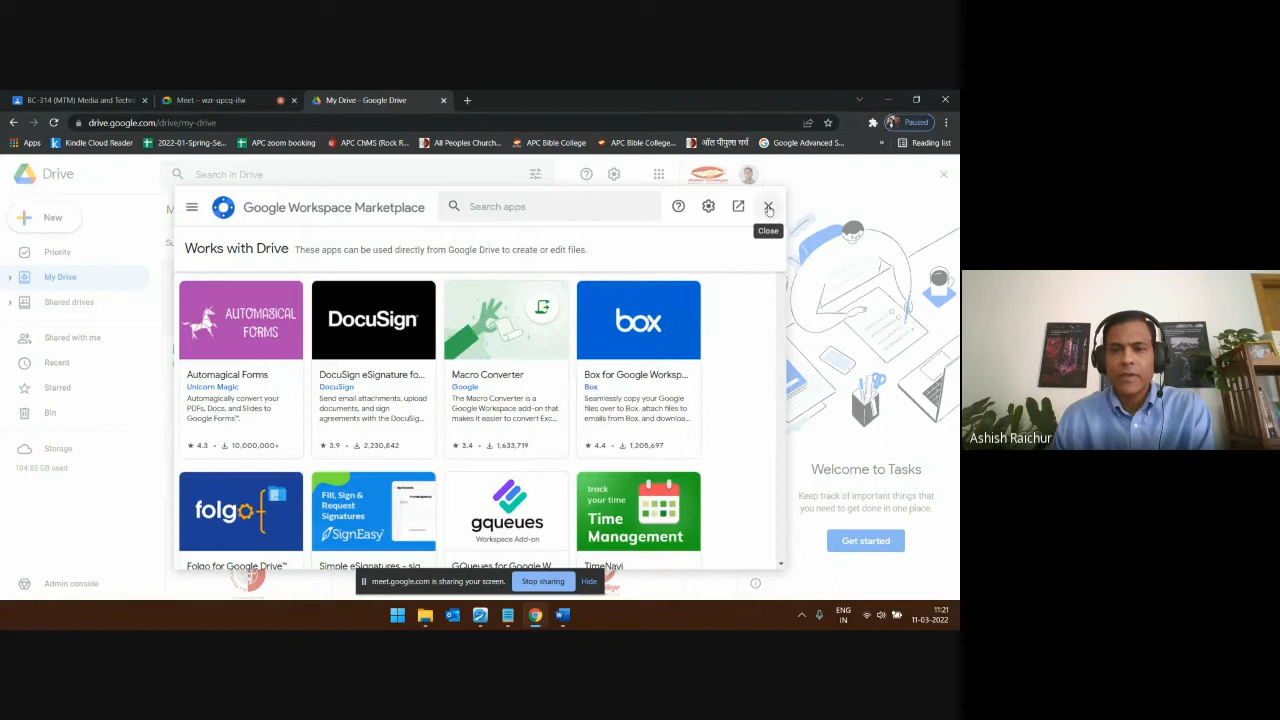 BC-314 (MTM) Media and Techn
Meet – wzr-upcq-ifw
My Drive - Google Drive
drive.google.com/drive/my-drive
Paused
Apps
Kindle Cloud Reader
2022-01-Spring-Se...
APC zoom booking
APC ChMS (Rock R...
All Peoples Church...
APC Bible College
APC Bible College...
ऑल पीपुल्स चर्च
Google Advanced S...
»
Reading list
Drive
Search in Drive
New
Google Workspace Marketplace
Search apps
Close
Works with Drive
These apps can be used directly from Google Drive to create or edit files.
Priority
My Drive
Shared drives
Shared with me
Recent
Starred
Bin
Storage
104.85 GB used
Admin console
AUTOMAGICAL
FORMS
Automagical Forms
Unicorn Magic
Automatically convert your
PDFs, Docs, and Slides to
Google Forms™.
4.3
10,000,000+
DocuSign
DocuSign eSignature fo...
DocuSign
Send email attachments, upload
documents, and sign
agreements with the DocuSig...
3.9
2,230,842
Macro Converter
Google
The Macro Converter is a
Google Workspace add-on that
makes it easier to convert Exc...
3.4
1,633,719
box
Box for Google Worksp...
Box
Seamlessly copy your Google
files over to Box, attach files to
emails from Box, and downloa...
4.4
1,205,697
folgo
Folgo for Google Drive™
Fill, Sign &
Request
Signatures
SignEasy
Simple eSignatures - sig
gqueues
Workspace Add-on
GQueues for Google W
track
your time
Time
Management
TimeNavi
Welcome to Tasks
Keep track of important things that
you need to get done in one place.
Get started
meet.google.com is sharing your screen.
Stop sharing
Hide
ENG
IN
11:21
11-03-2022
Ashish Raichur